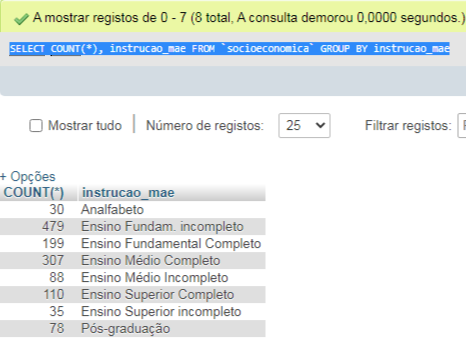 A mostrar registos de 0 - 7 (8 total, A consulta demorou 0,0000 segundos.)
SELECT COUNT(*), instrucao_mae FROM `socioeconomica` GROUP BY instrucao_mae
Mostrar tudo | Número de registos: 25 Filtrar registos:
+ Opções
COUNT(*) instrucao_mae
30 Analfabeto
479 Ensino Fundam. incompleto
199 Ensino Fundamental Completo
307 Ensino Médio Completo
88 Ensino Médio Incompleto
110 Ensino Superior Completo
35 Ensino Superior incompleto
78 Pós-graduação